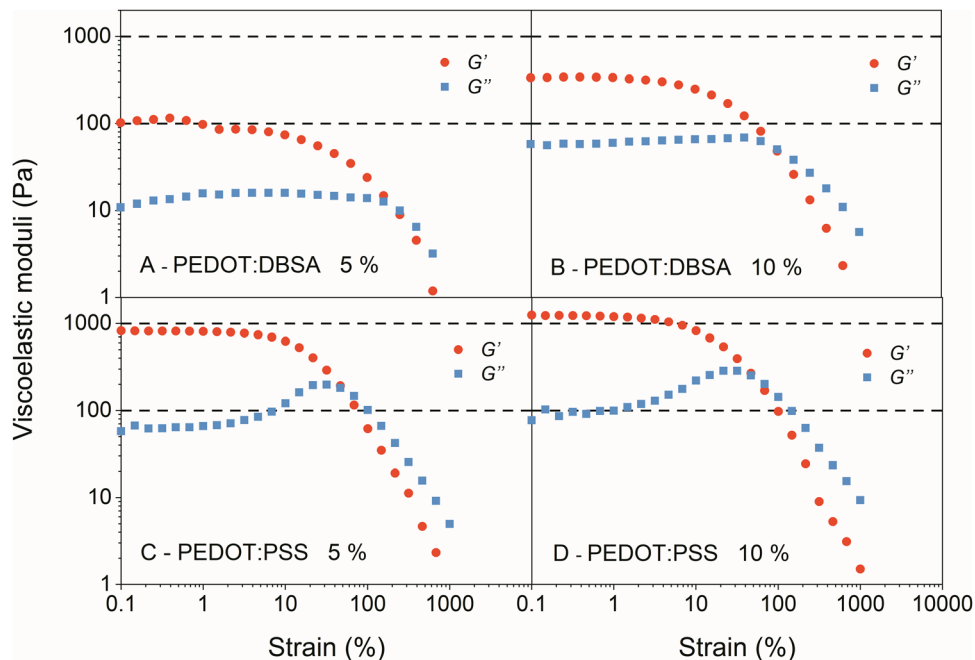 Viscoelastic moduli (Pa)
1000
100
10
1
G'
G''
A - PEDOT:DBSA 5 %
G'
G''
B - PEDOT:DBSA 10 %
1000
100
10
1
G'
G''
C - PEDOT:PSS 5 %
G'
G''
D - PEDOT:PSS 10 %
0.1 1 10 100 1000
0.1 1 10 100 1000 10000
Strain (%) Strain (%)